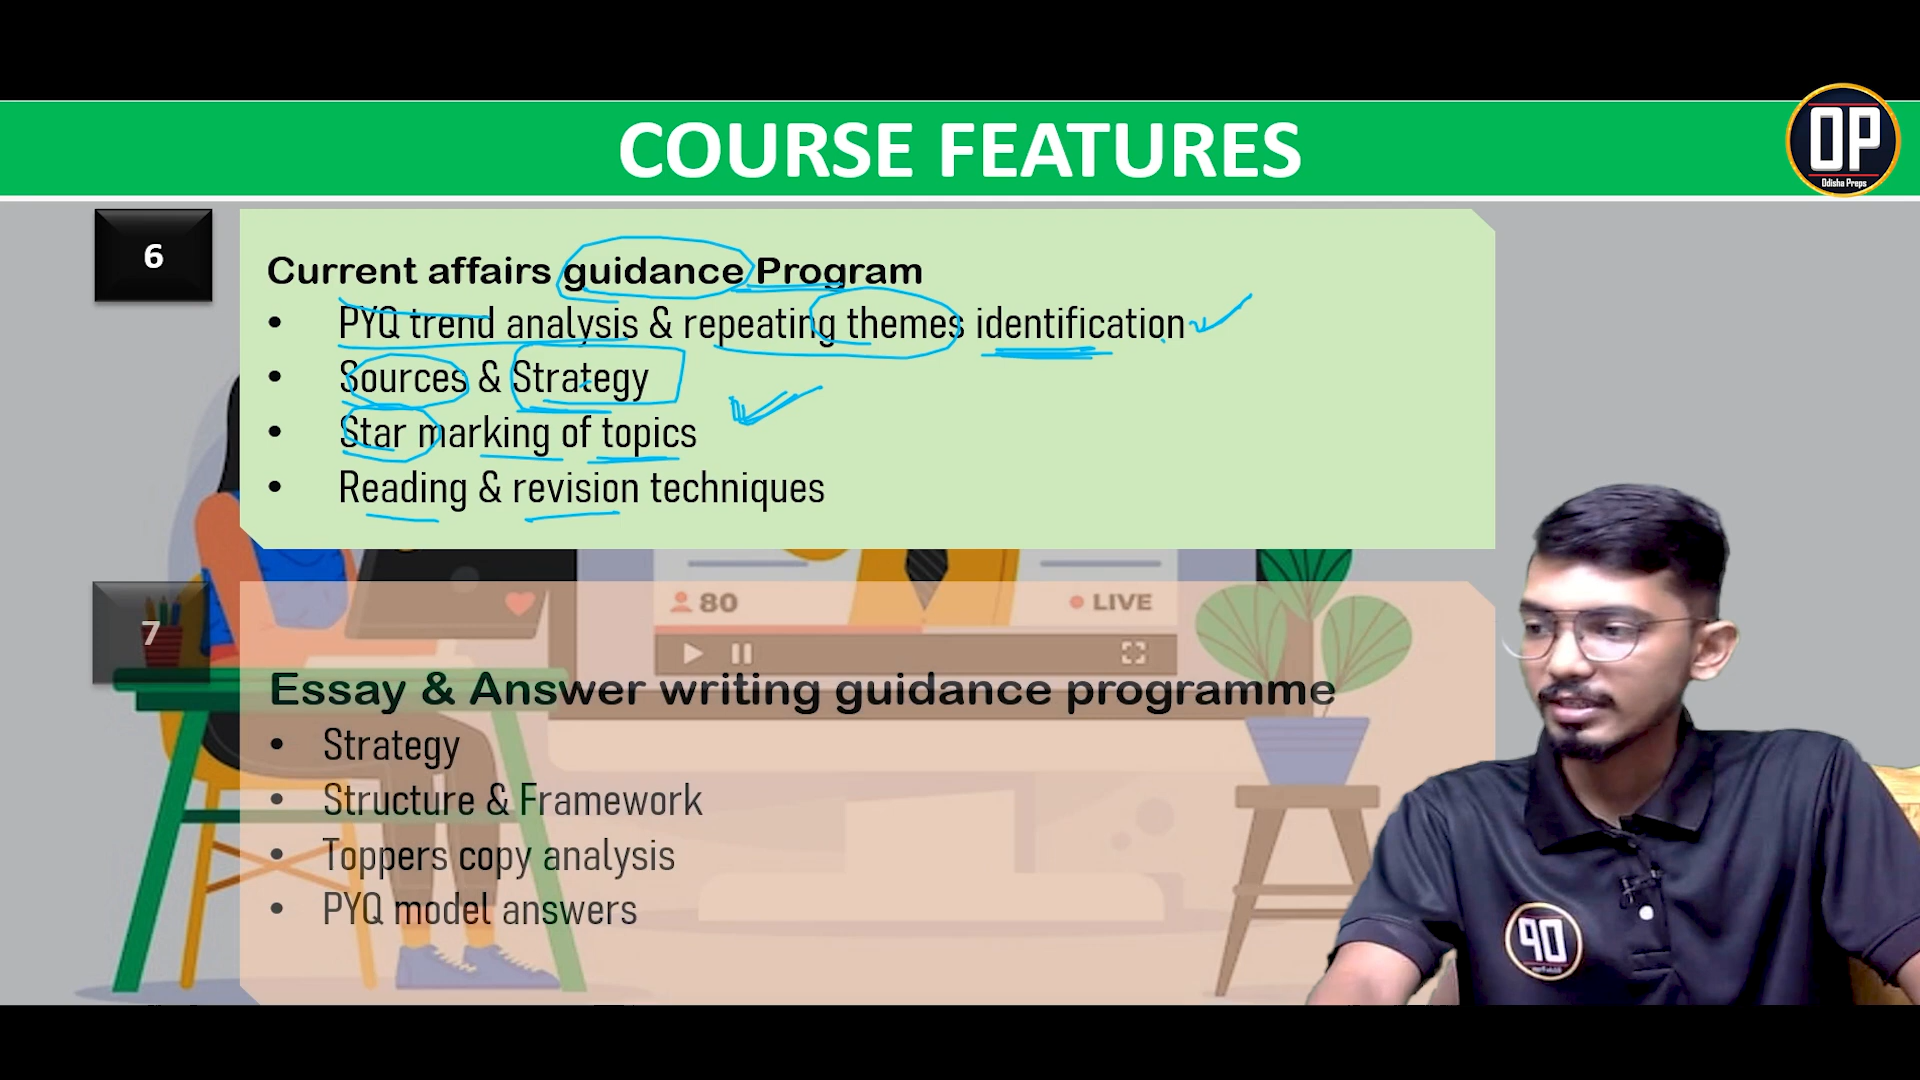 COURSE FEATURES
OP
Odisha Preps
6
Current affairs guidance Program
• PYQ trend analysis & repeating themes identification
• Sources & Strategy
• Star marking of topics
• Reading & revision techniques
80
LIVE
7
Essay & Answer writing guidance programme
• Strategy
• Structure & Framework
• Toppers copy analysis
• PYQ model answers